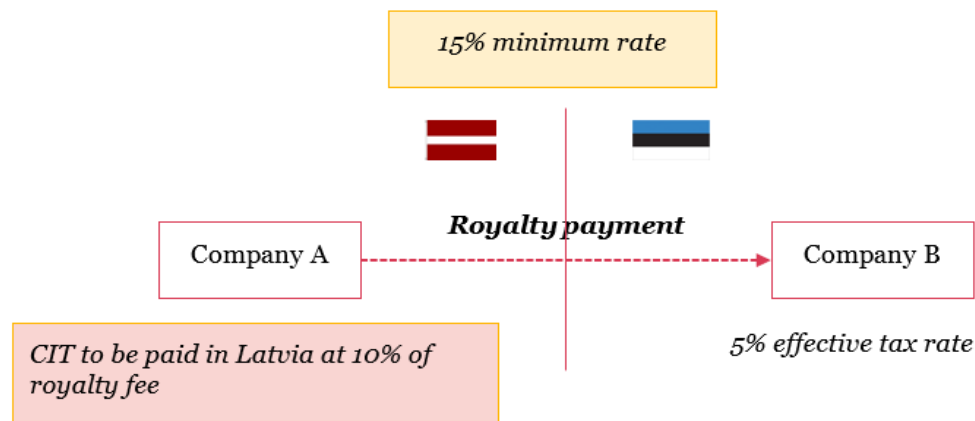 15% minimum rate
Royalty payment
Company A
Company B
CIT to be paid in Latvia at 10% of
royalty fee
5% effective tax rate